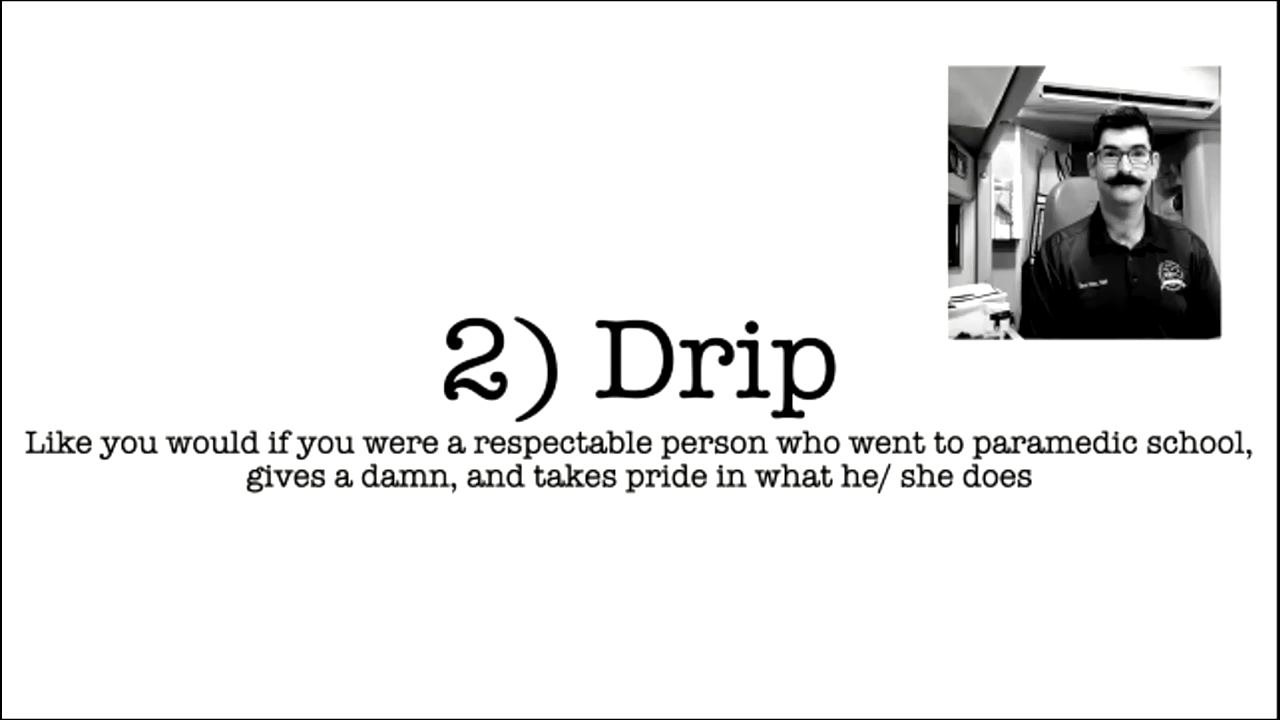 2) Drip
Like you would if you were a respectable person who went to paramedic school,
gives a damn, and takes pride in what he/ she does